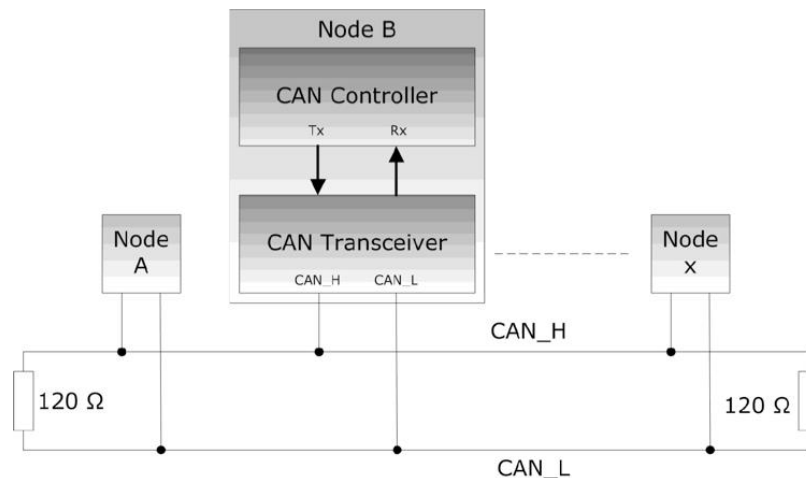 Node B
CAN Controller
Tx Rx
CAN Transceiver
CAN_H CAN_L
Node
A
Node
x
CAN_H
120 Ω
120 Ω
CAN_L